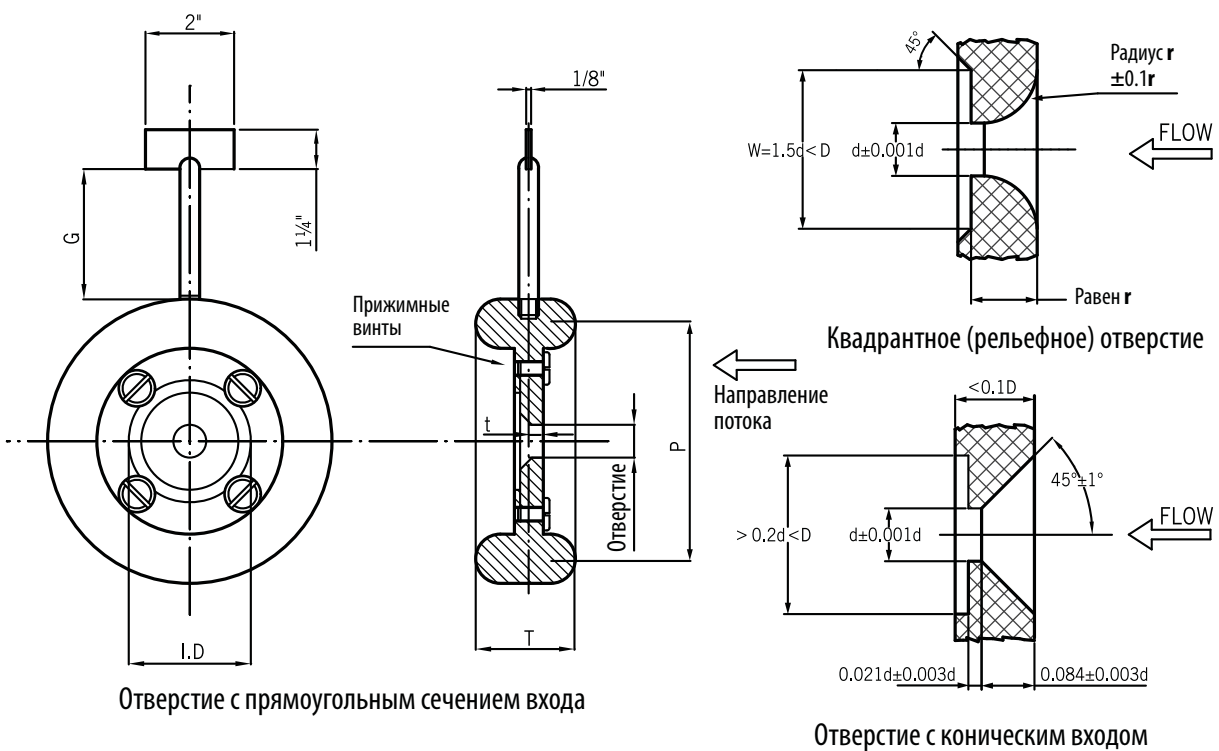 2"
1/8"
G
1¼"
Прижимные
винты
t
Отверстие
P
I.D
T
Направление
потока
Отверстие с прямоугольным сечением входа
45°
Радиус r
±0.1r
W=1.5d<D
d±0.001d
FLOW
Равен r
Квадрантное (рельефное) отверстие
<0.1D
45°±1°
> 0.2d<D
d±0.001d
FLOW
0.021d±0.003d
0.084±0.003d
Отверстие с коническим входом